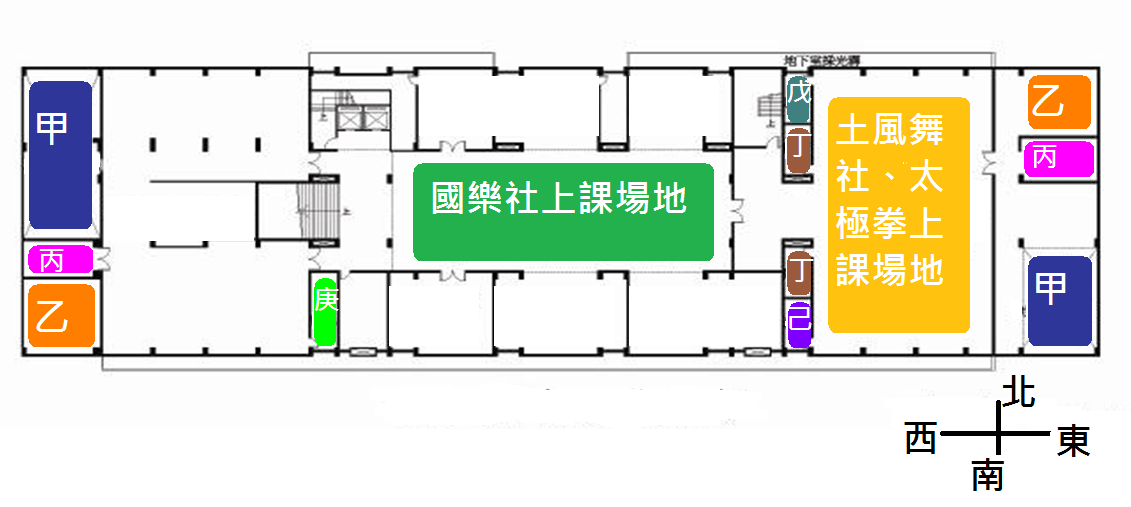 地下室採光溝
甲
戊
乙
丁
土風舞
社、太
極拳上
課場地
丙
國樂社上課場地
上
上
上
丙
乙
庚
丁
己
甲
北
西
東
南